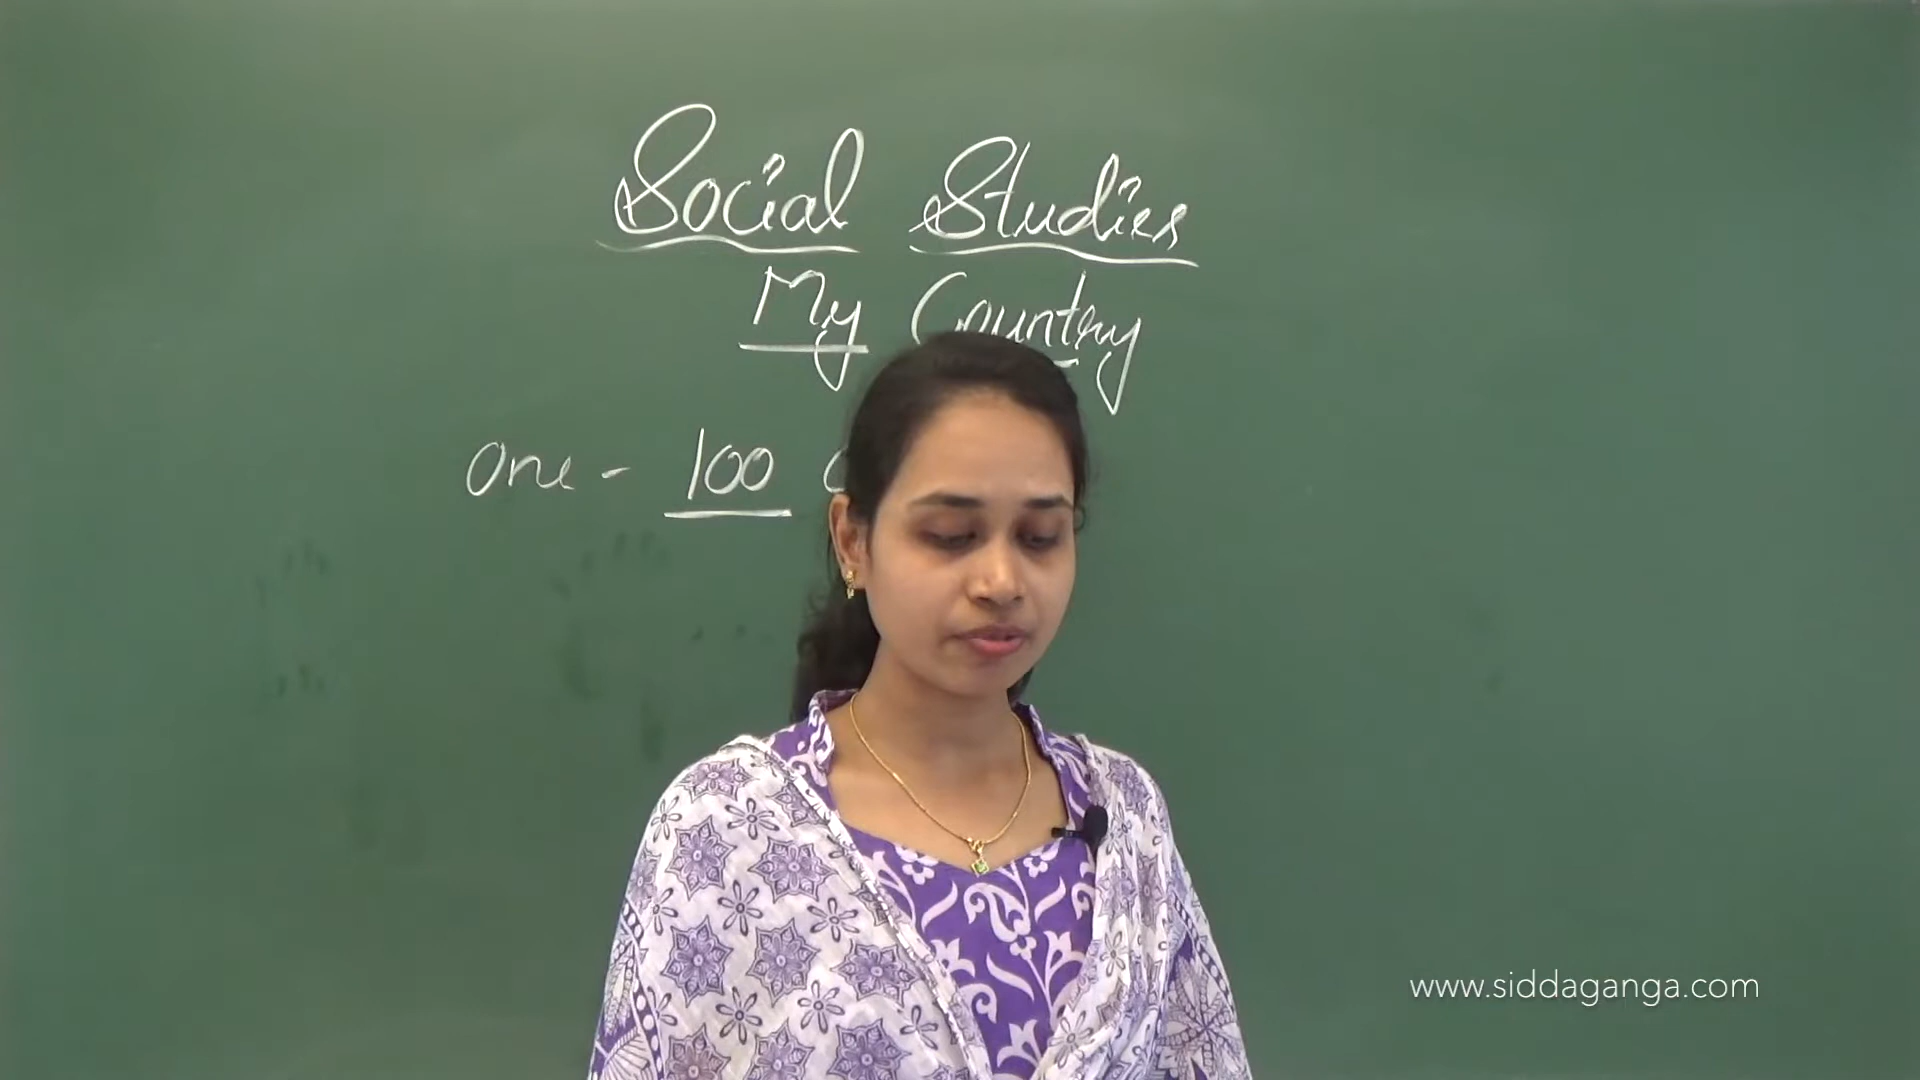 Social Studies
My Country
One - 100
www.siddaganga.com